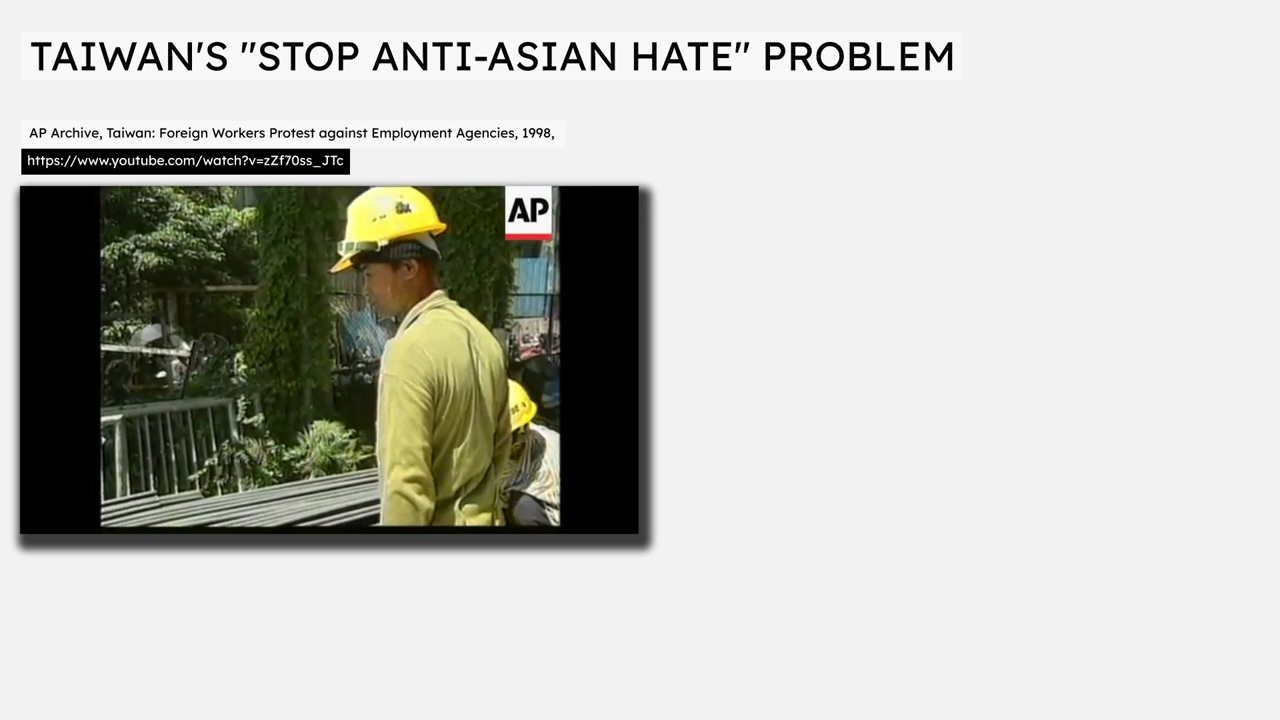 TAIWAN'S "STOP ANTI-ASIAN HATE" PROBLEM
AP Archive, Taiwan: Foreign Workers Protest against Employment Agencies, 1998,
https://www.youtube.com/watch?v=zZf70ss_JTc
AP